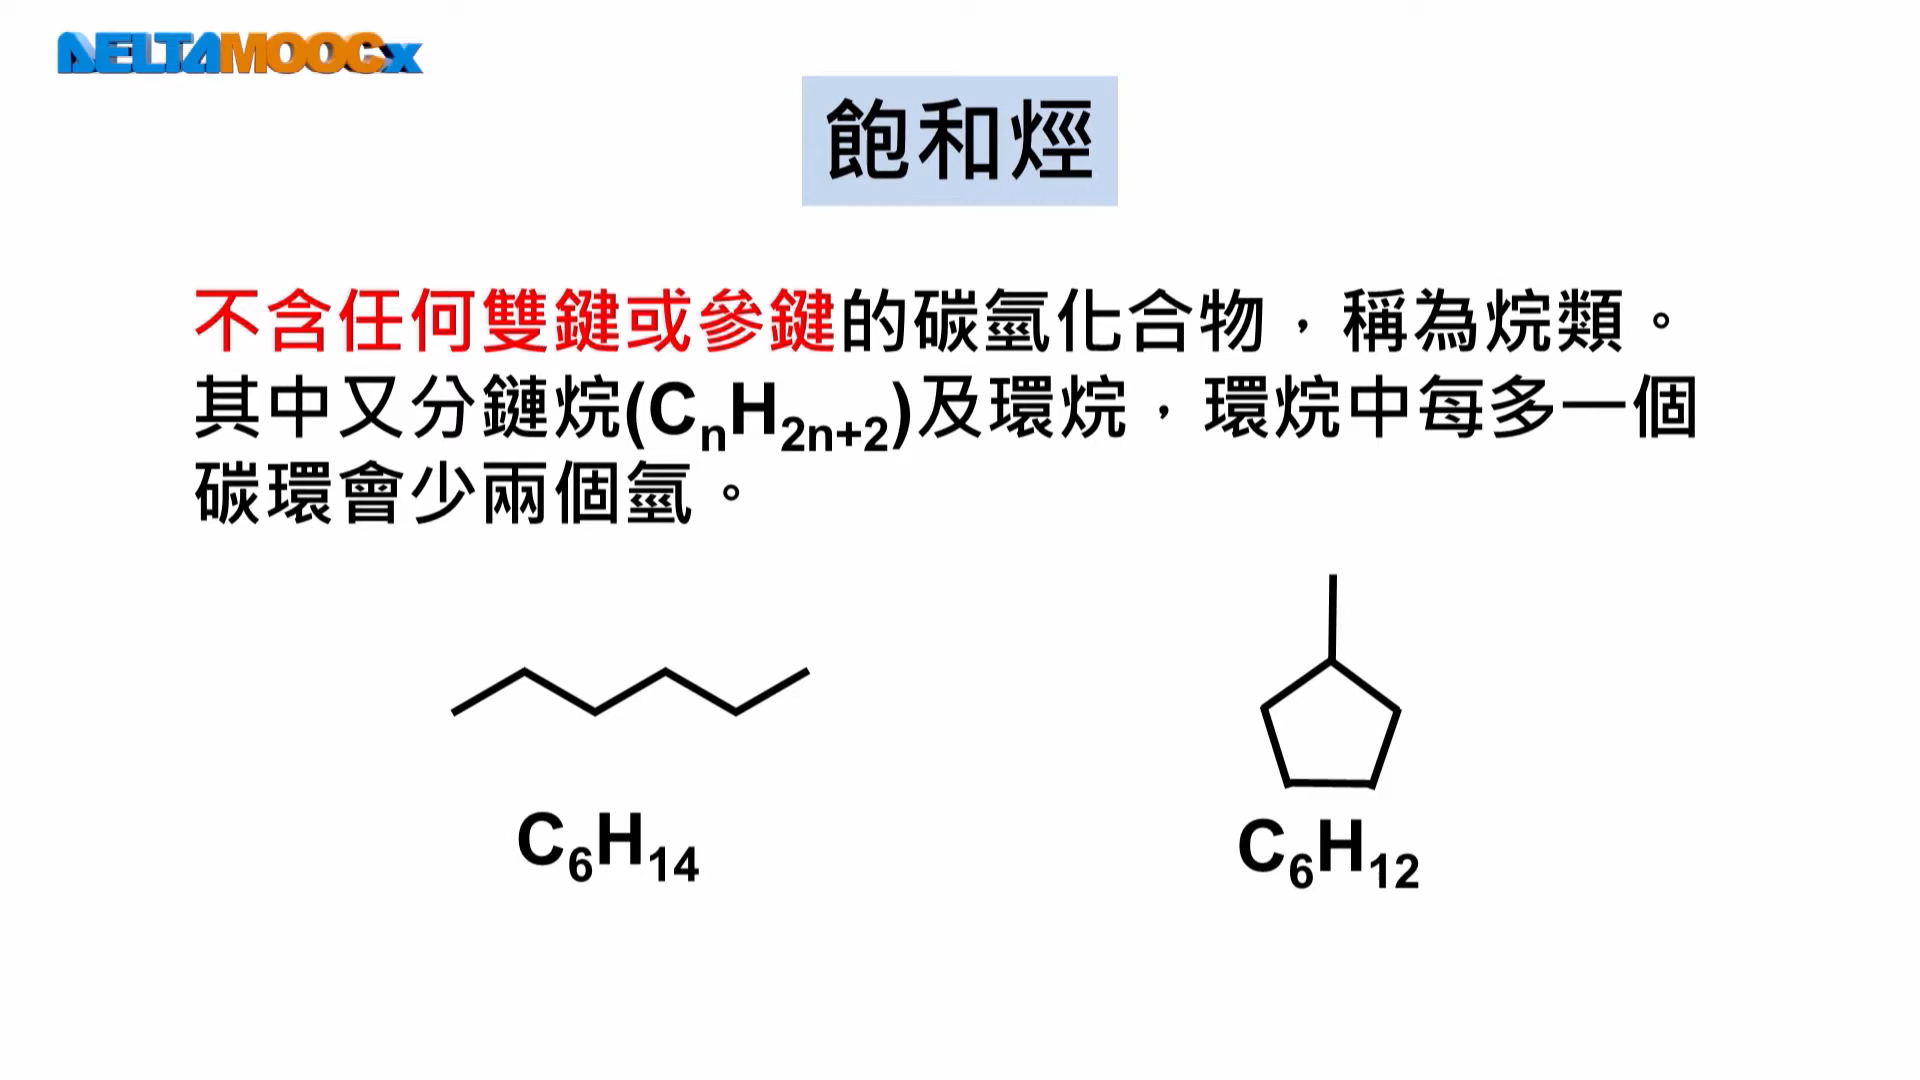 DELTAMOOCx
飽和烴
不含任何雙鍵或參鍵的碳氫化合物，稱為烷類。
其中又分鏈烷(CnH2n+2)及環烷，環烷中每多一個
碳環會少兩個氫。
C6H14
C6H12